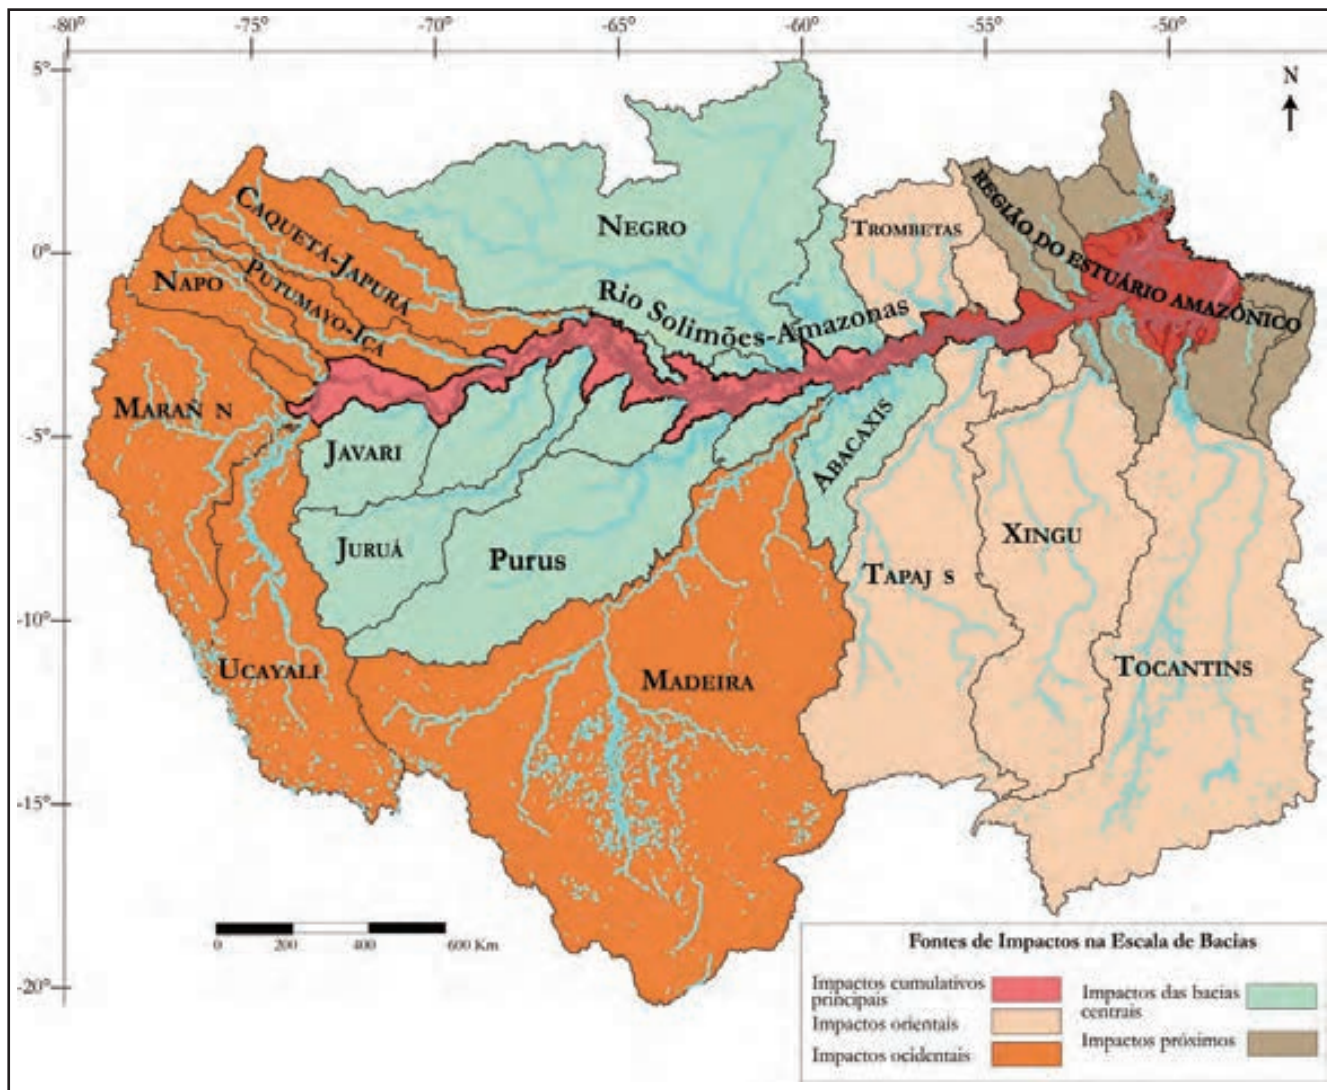 -80° -75° -70° -65° -60° -55° -50°
5°
0°
-5°
-10°
-15°
-20°
N
CAQUETÁ-JAPURÁ
PUTUMAYO-IÇA
NAPO
NEGRO
TROMBETAS
REGIÃO DO ESTUÁRIO AMAZÔNICO
Rio Solimões-Amazonas
MARAÑ N
JAVARI
ABACAXIS
JURUÁ
Purus
XINGU
TAPAJ S
UCAYALI
MADEIRA
TOCANTINS
0 200 400 600 Km
Fontes de Impactos na Escala de Bacias
Impactos cumulativos
principais
Impactos orientais
Impactos ocidentais
Impactos das bacias
centrais
Impactos próximos